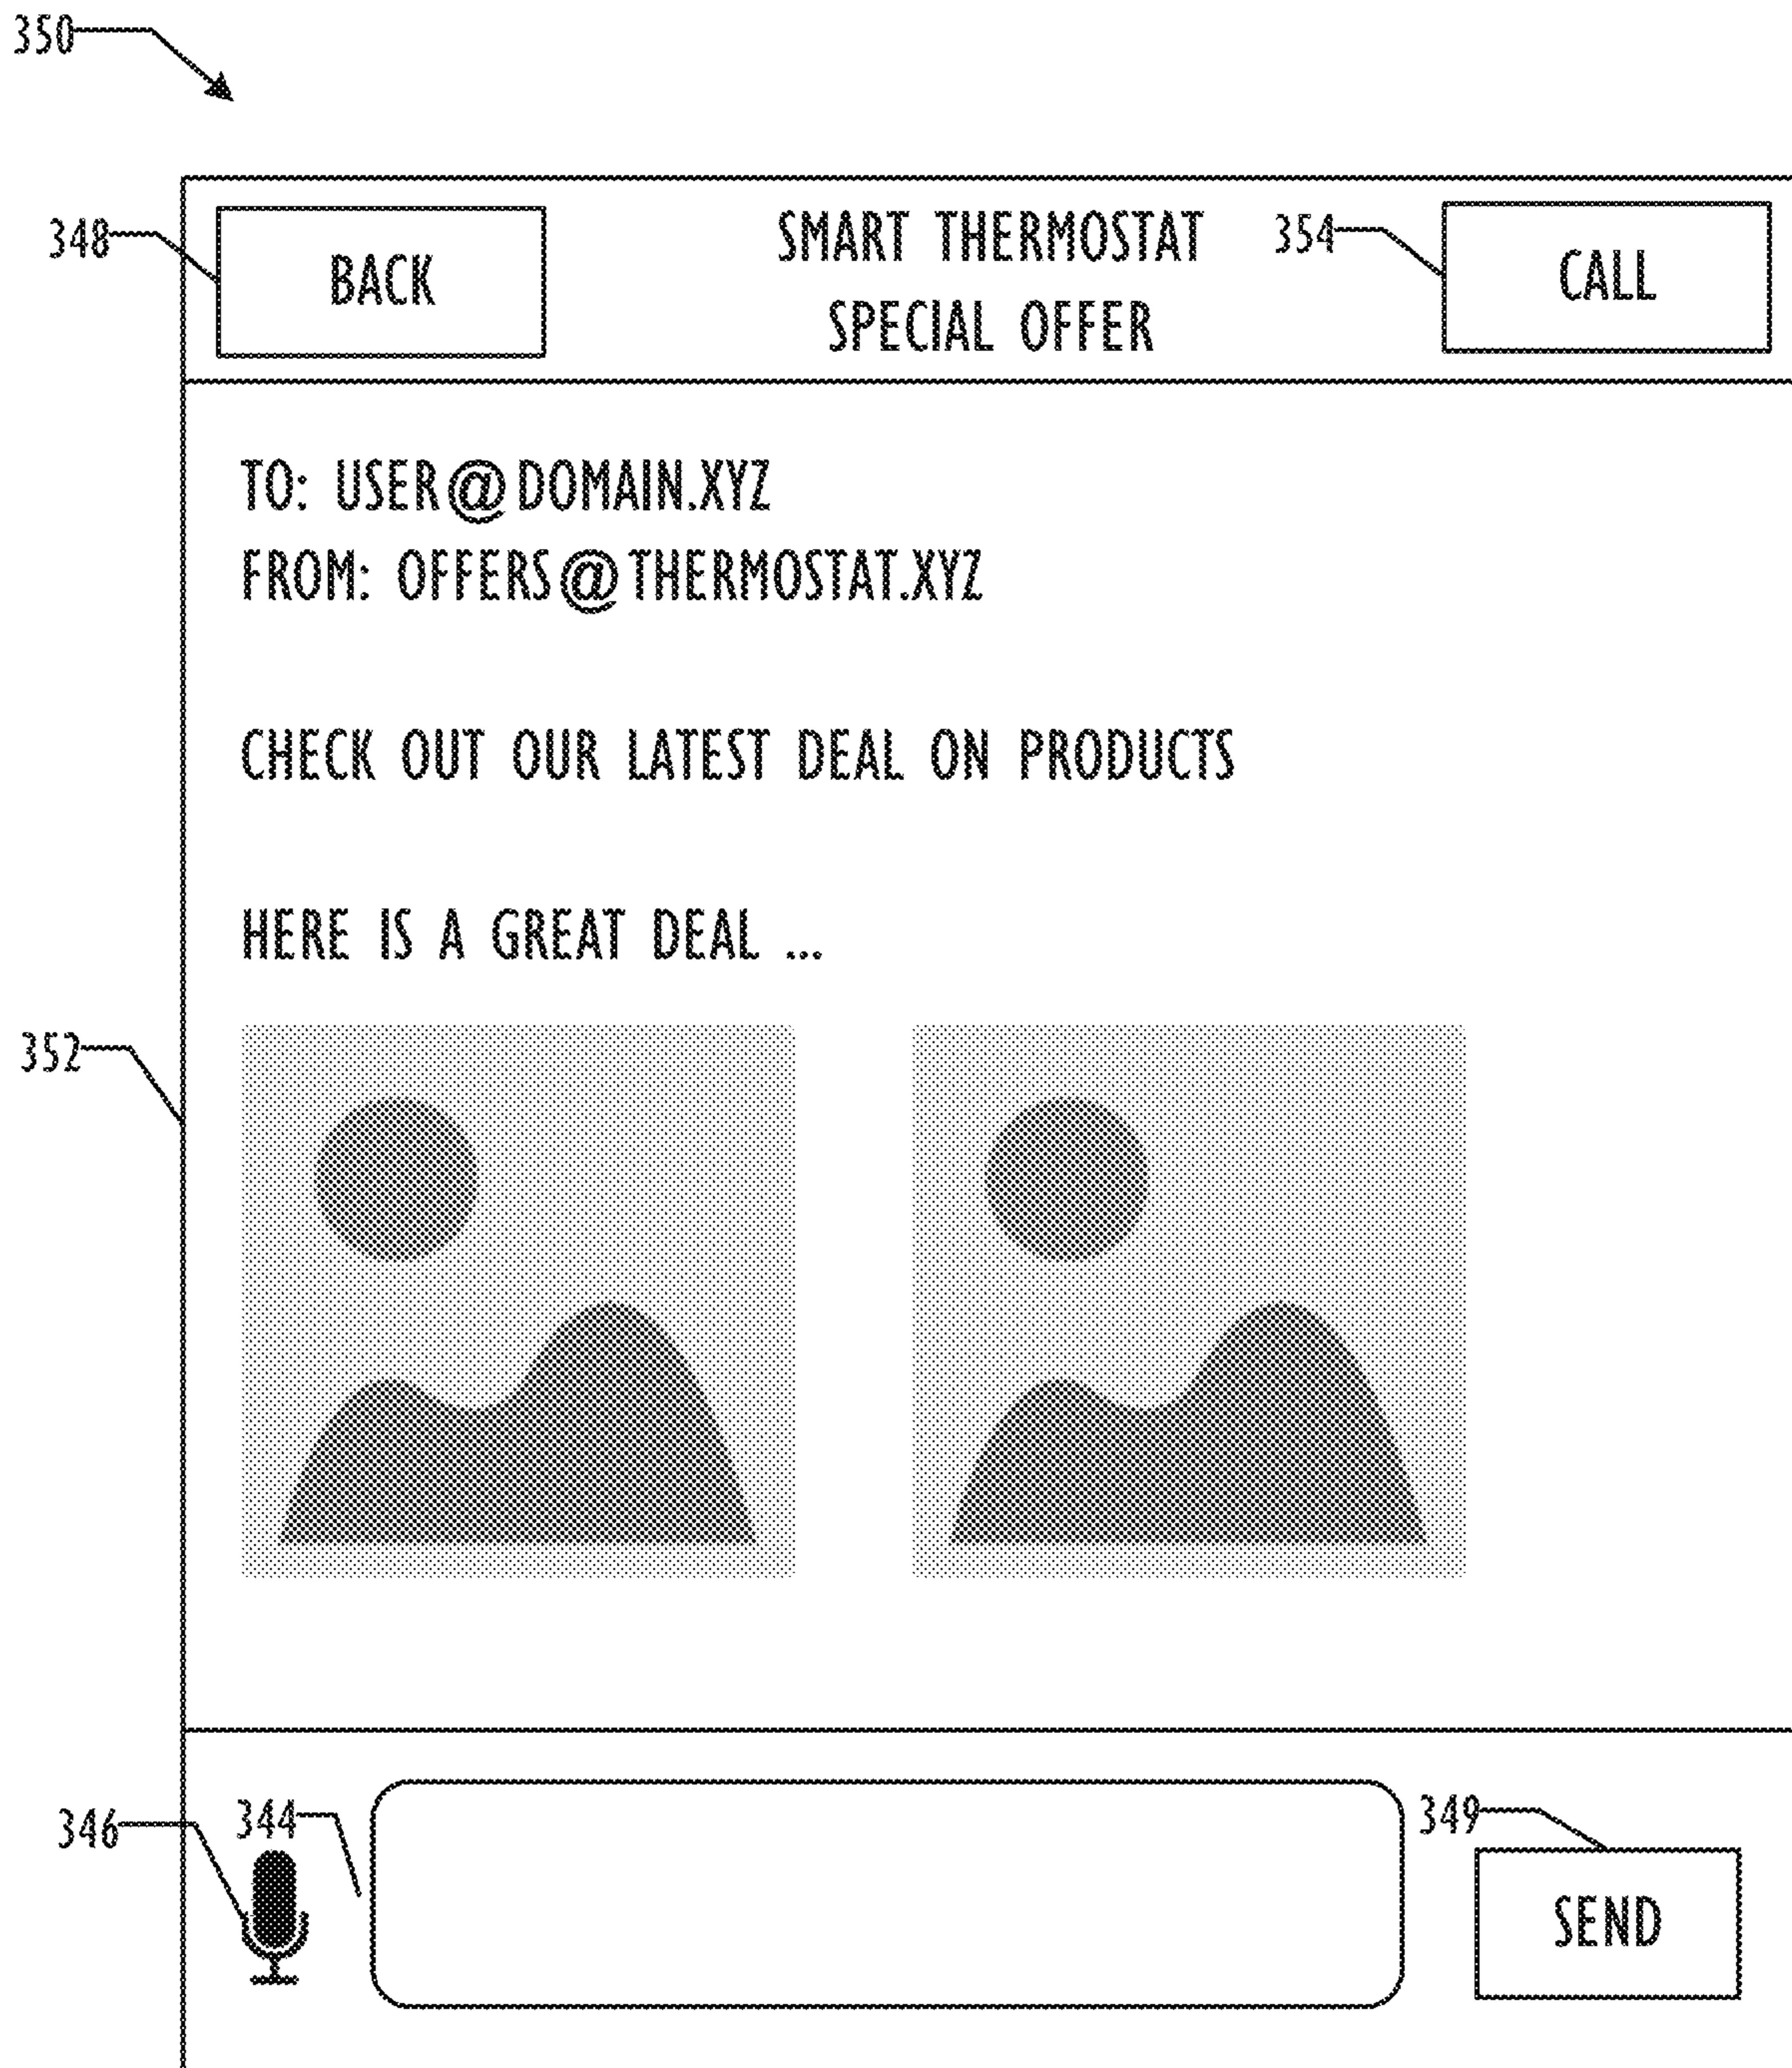 350
348
BACK
SMART THERMOSTAT
SPECIAL OFFER
354
CALL
TO: USER@DOMAIN.XYZ
FROM: OFFERS@THERMOSTAT.XYZ
CHECK OUT OUR LATEST DEAL ON PRODUCTS
HERE IS A GREAT DEAL ...
352
346
344
349
SEND